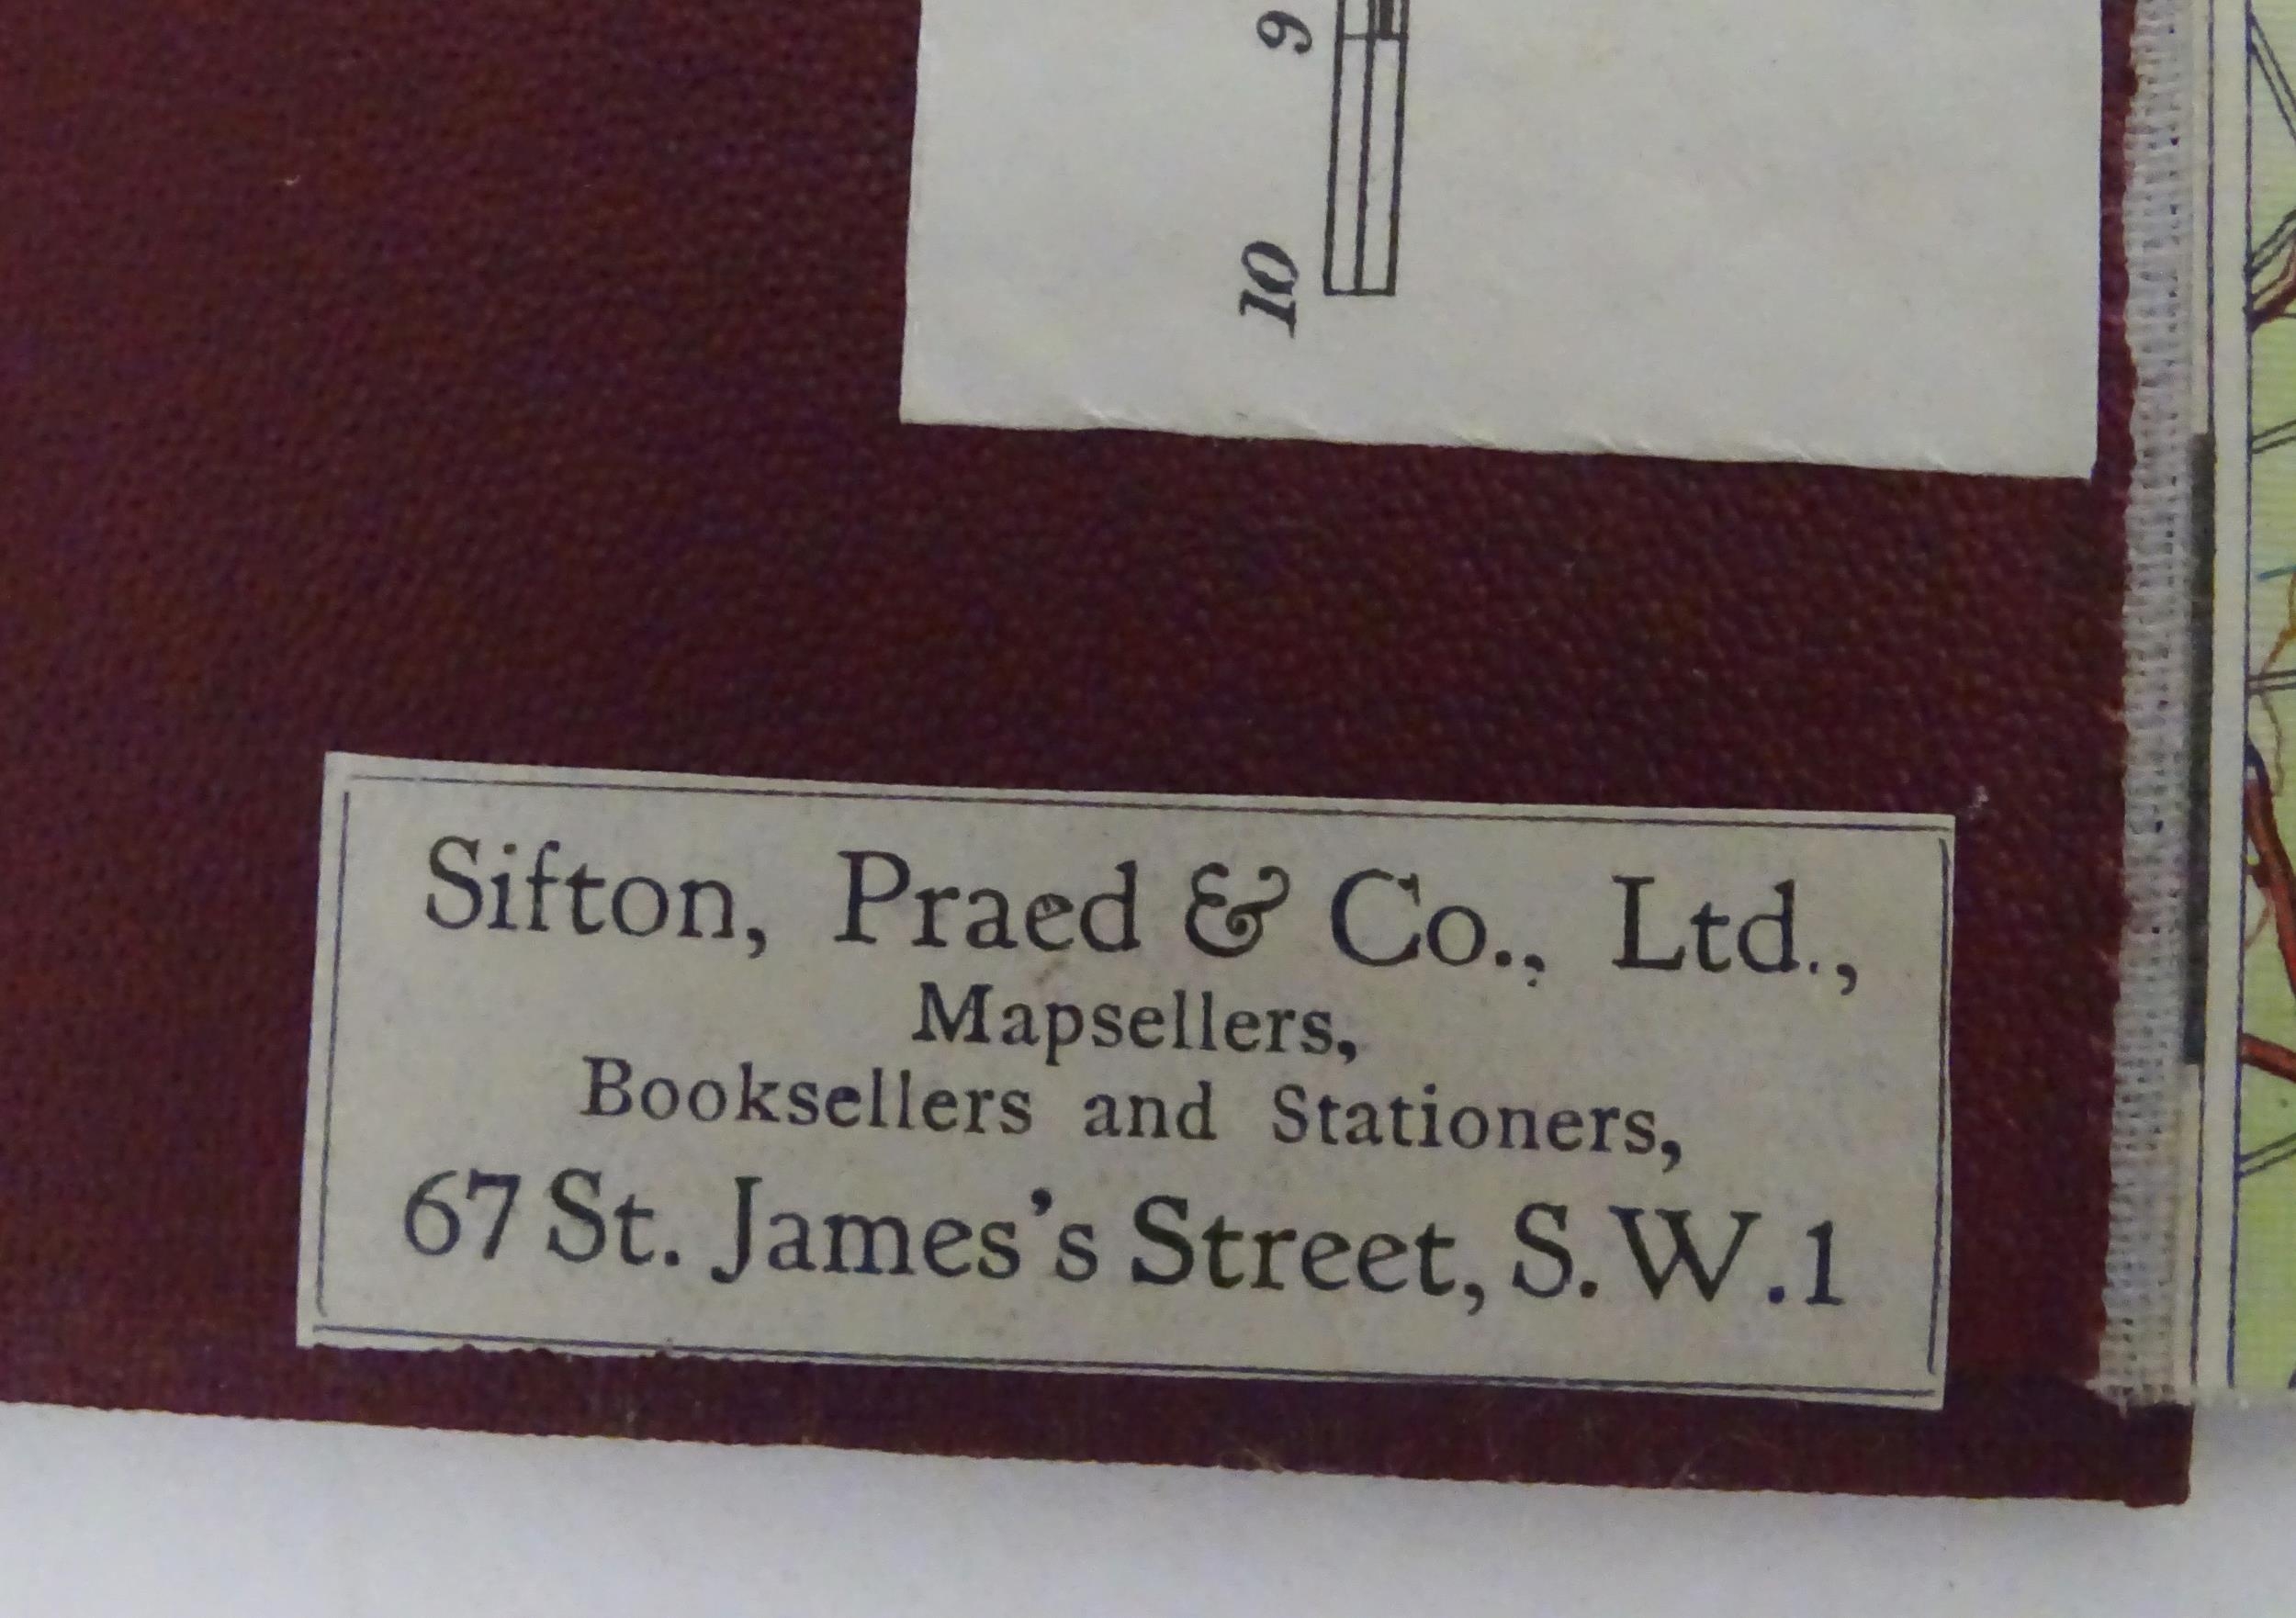 9
10
Sifton, Praed & Co., Ltd.,
Mapsellers,
Booksellers and Stationers,
67 St. James's Street, S.W.1